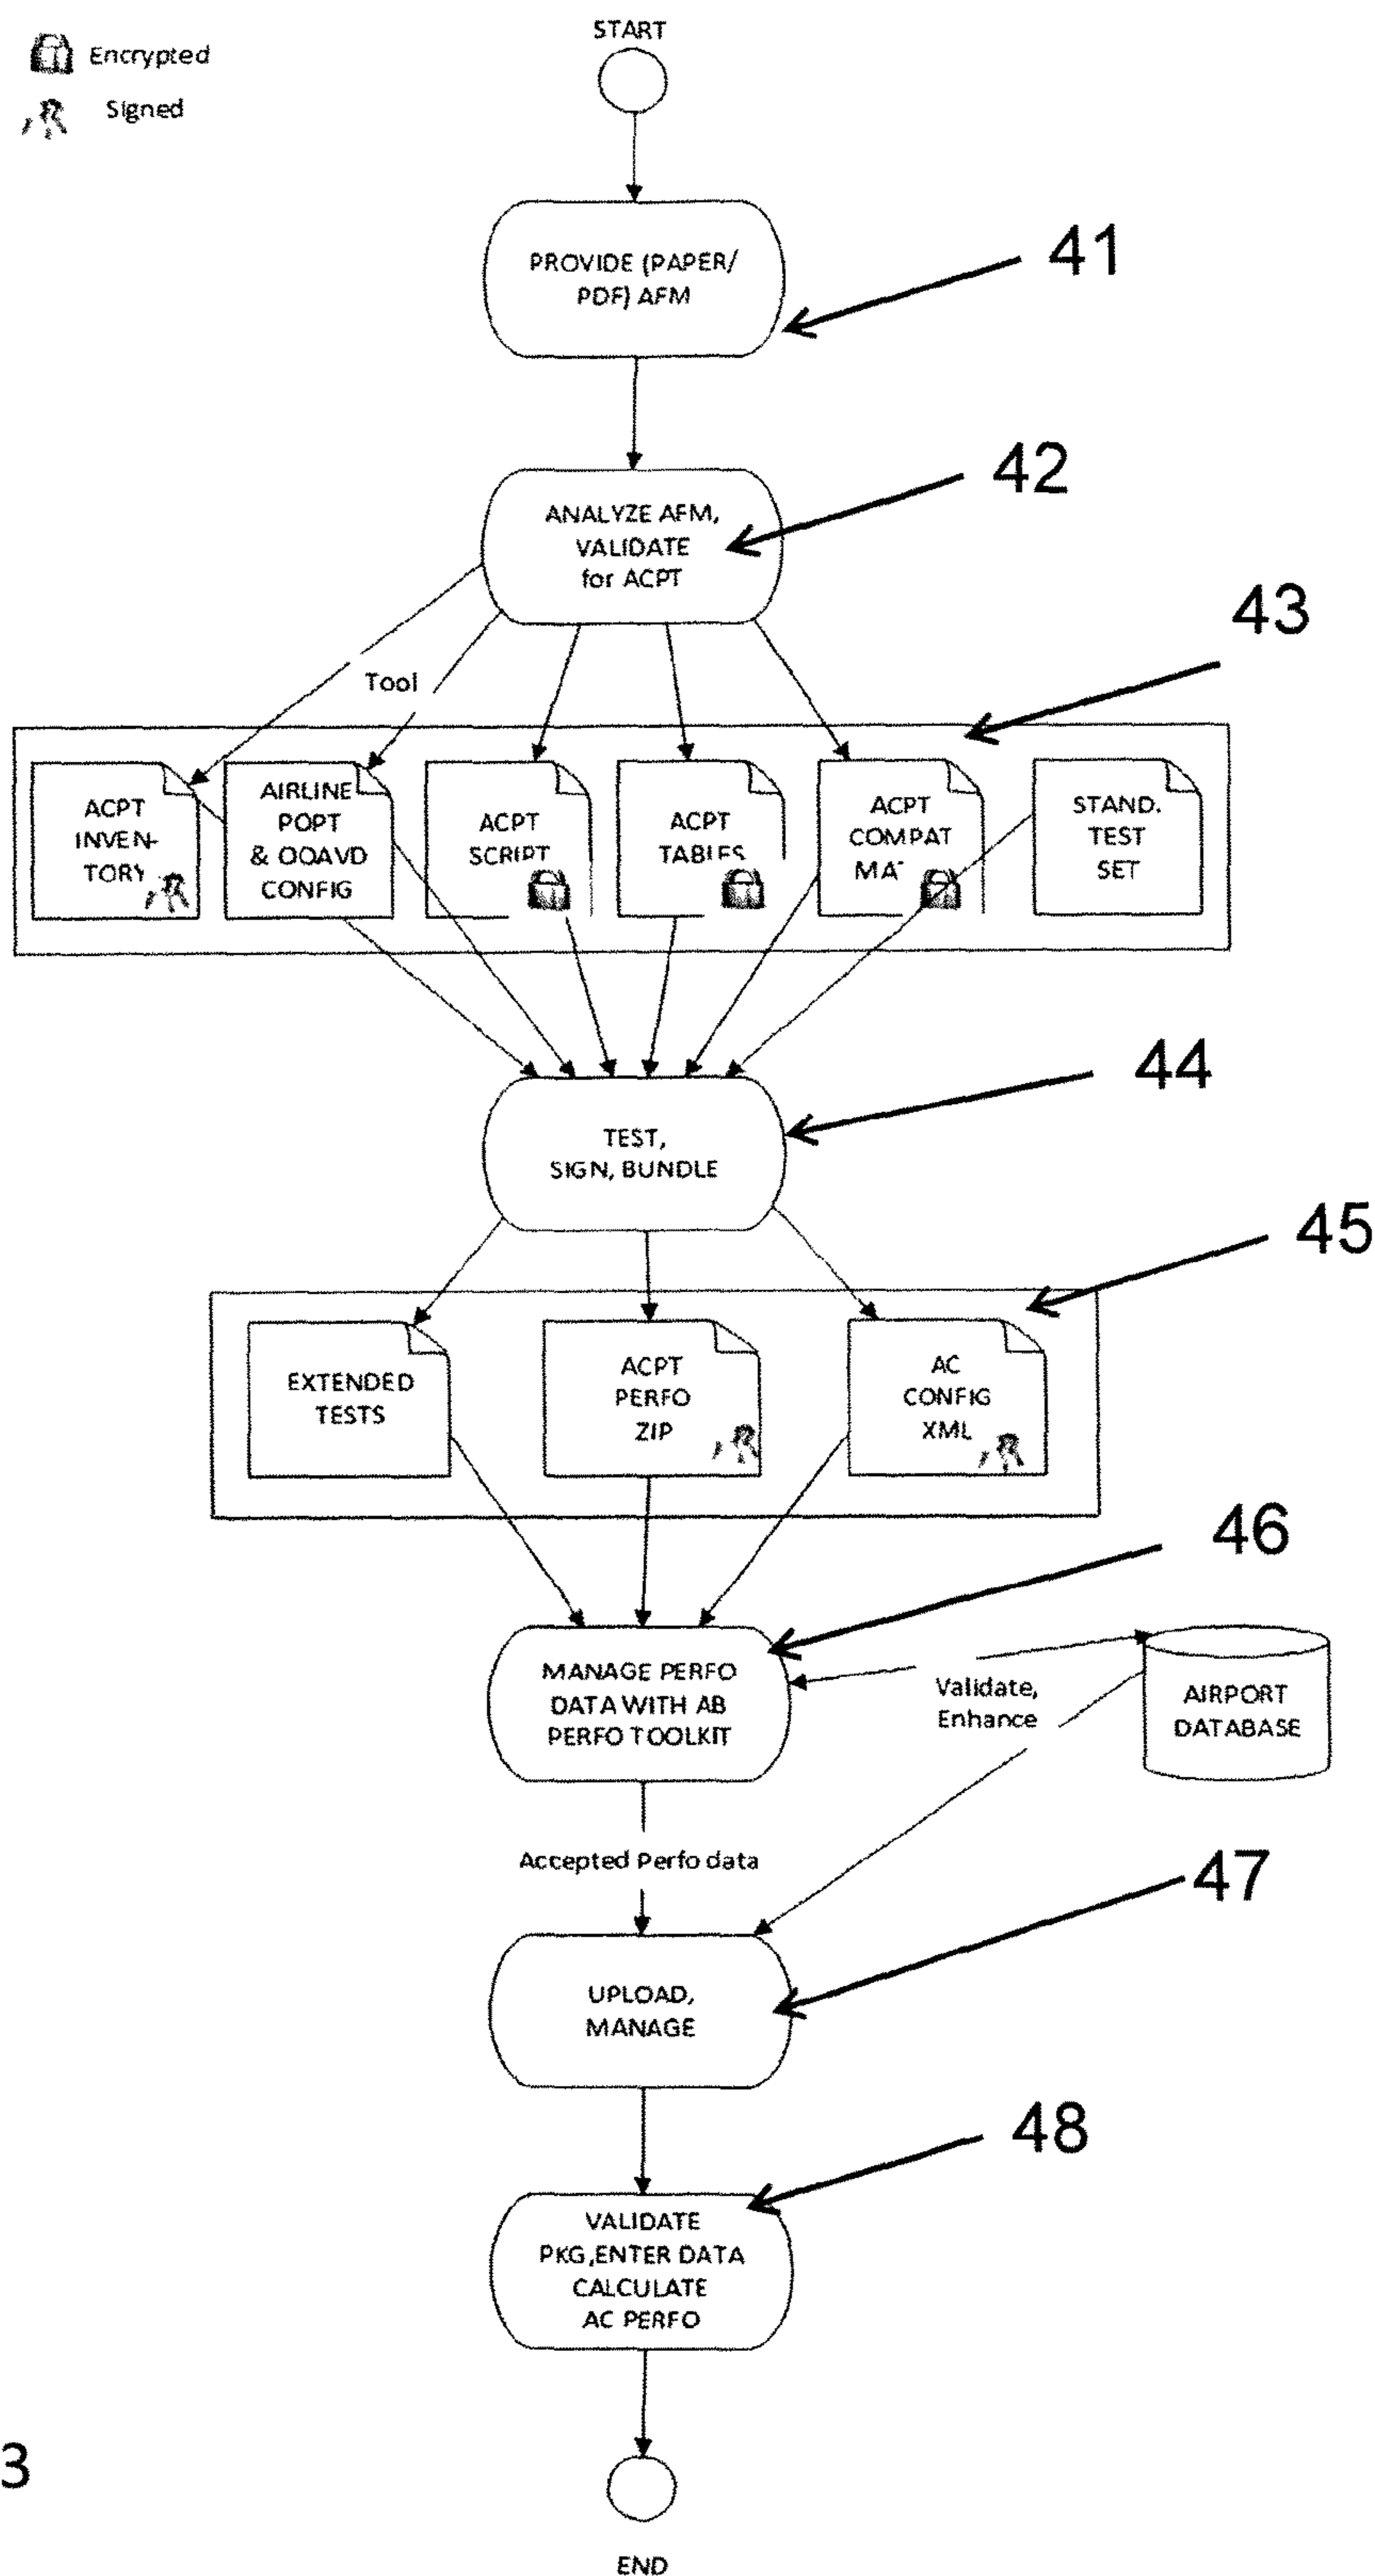 START
Encrypted
Signed
PROVIDE (PAPER/
PDF) AFM
41
ANALYZE AFM,
VALIDATE
for ACPT
42
43
Tool
ACPT
INVEN-
TORY
AIRLINE
POPT
& OOAVD
CONFIG
ACPT
SCRIPT
ACPT
TABLES
ACPT
COMPAT
STAND.
TEST
SET
TEST,
SIGN, BUNDLE
44
45
EXTENDED
TESTS
ACPT
PERFO
ZIP
AC
CONFIG
XML
46
MANAGE PERFO
DATA WITH AB
PERFO TOOLKIT
Validate,
Enhance
AIRPORT
DATABASE
Accepted Perfo data
47
UPLOAD,
MANAGE
48
VALIDATE
PKG,ENTER DATA
CALCULATE
AC PERFO
3
END